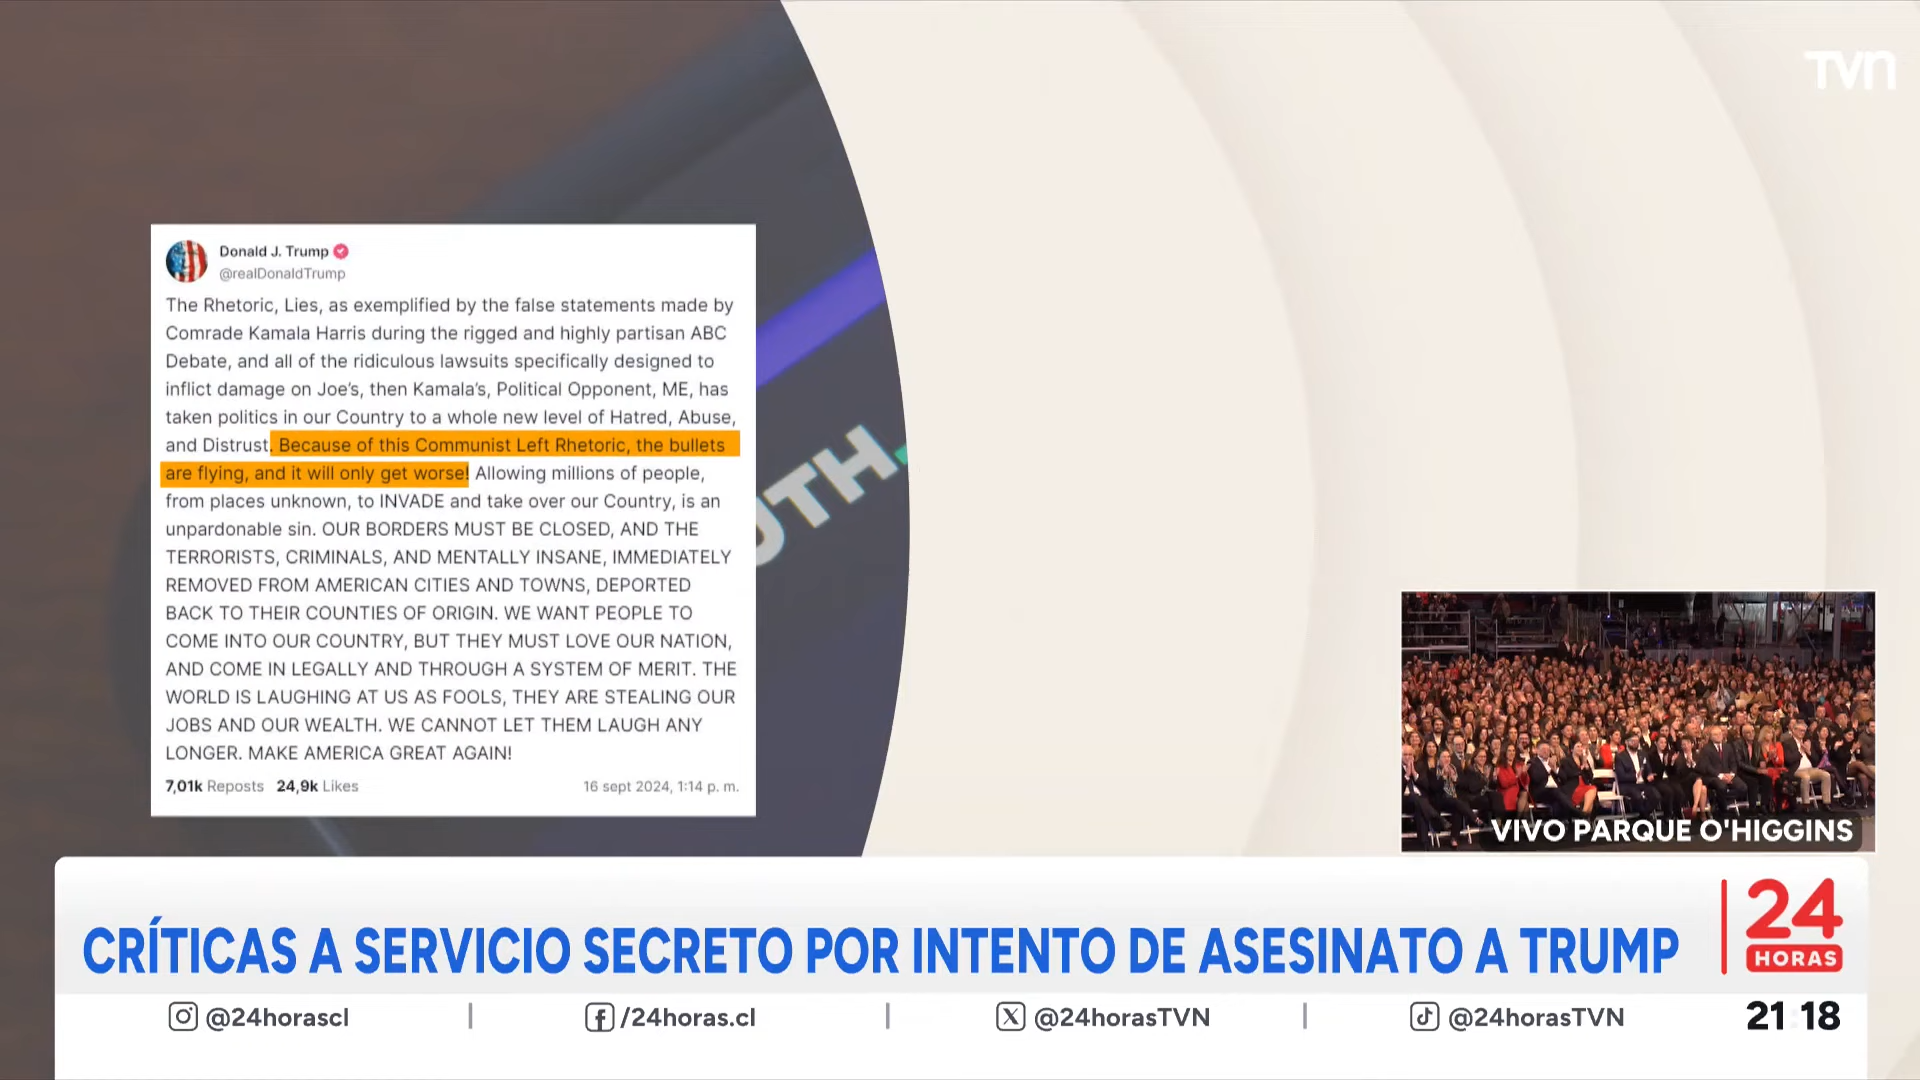 TVN
Donald J. Trump
@realDonaldTrump
The Rhetoric, Lies, as exemplified by the false statements made by
Comrade Kamala Harris during the rigged and highly partisan ABC
Debate, and all of the ridiculous lawsuits specifically designed to
inflict damage on Joe's, then Kamala's, Political Opponent, ME, has
taken politics in our Country to a whole new level of Hatred, Abuse,
and Distrust. Because of this Communist Left Rhetoric, the bullets
are flying, and it will only get worse! Allowing millions of people,
from places unknown, to INVADE and take over our Country, is an
unpardonable sin. OUR BORDERS MUST BE CLOSED, AND THE
TERRORISTS, CRIMINALS, AND MENTALLY INSANE, IMMEDIATELY
REMOVED FROM AMERICAN CITIES AND TOWNS, DEPORTED
BACK TO THEIR COUNTIES OF ORIGIN. WE WANT PEOPLE TO
COME INTO OUR COUNTRY, BUT THEY MUST LOVE OUR NATION,
AND COME IN LEGALLY AND THROUGH A SYSTEM OF MERIT. THE
WORLD IS LAUGHING AT US AS FOOLS, THEY ARE STEALING OUR
JOBS AND OUR WEALTH. WE CANNOT LET THEM LAUGH ANY
LONGER. MAKE AMERICA GREAT AGAIN!
7,01k Reposts 24,9k Likes 16 sept 2024, 1:14 p. m.
UTH.
VIVO PARQUE O'HIGGINS
CRÍTICAS A SERVICIO SECRETO POR INTENTO DE ASESINATO A TRUMP
24
HORAS
@24horascl | /24horas.cl | @24horasTVN | @24horasTVN
21 18